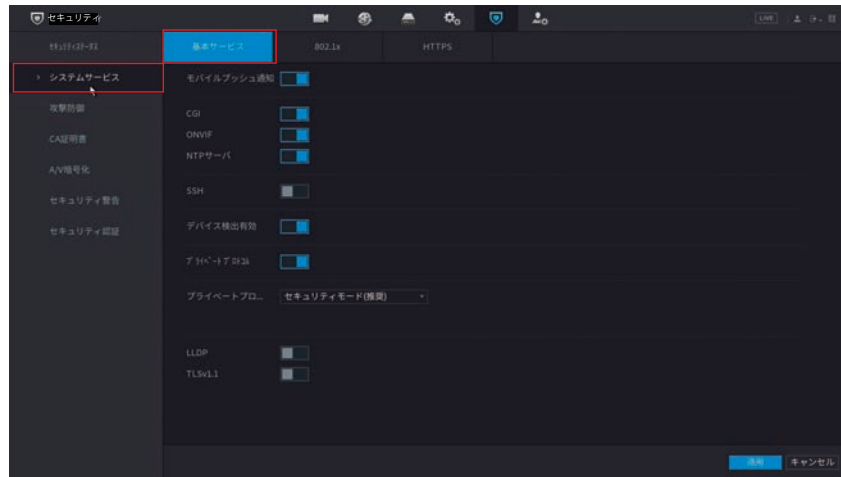 セキュリティ
LIVE
ｾｷｭﾘﾃｨｽﾃｰﾀｽ
基本サービス
802.1x
HTTPS
システムサービス
攻撃防御
CA証明書
A/V暗号化
セキュリティ警告
セキュリティ認証
モバイルプッシュ通知
CGI
ONVIF
NTPサーバ
SSH
デバイス検出有効
ﾌﾟﾗｲﾍﾞｰﾄﾌﾟﾛﾄｺﾙ
プライベートプロ... セキュリティモード(推奨)
LLDP
TLSv1.1
適用
キャンセル